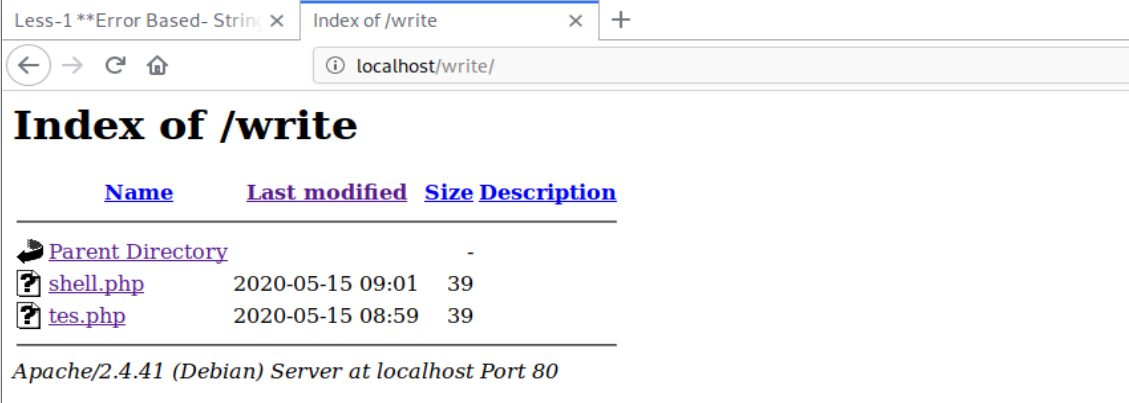 Less-1 **Error Based- String
Index of /write
localhost/write/
Index of /write
Name Last modified Size Description
Parent Directory -
shell.php 2020-05-15 09:01 39
tes.php 2020-05-15 08:59 39
Apache/2.4.41 (Debian) Server at localhost Port 80